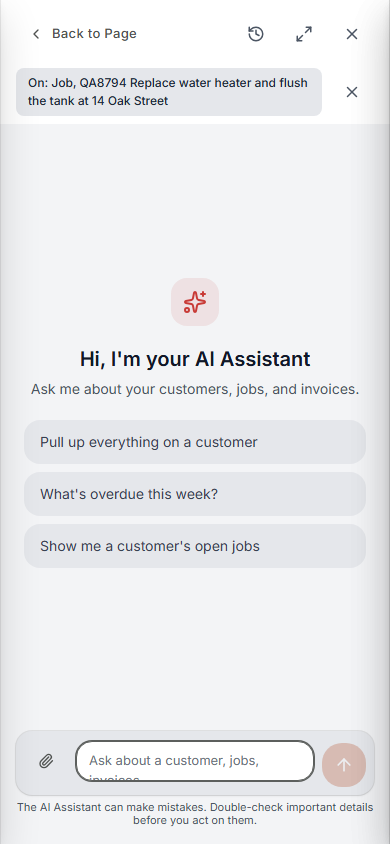 Back to Page
On: Job, QA8794 Replace water heater and flush
the tank at 14 Oak Street
Hi, I'm your AI Assistant
Ask me about your customers, jobs, and invoices.
Pull up everything on a customer
What's overdue this week?
Show me a customer's open jobs
Ask about a customer, jobs,
invoices
The AI Assistant can make mistakes. Double-check important details
before you act on them.